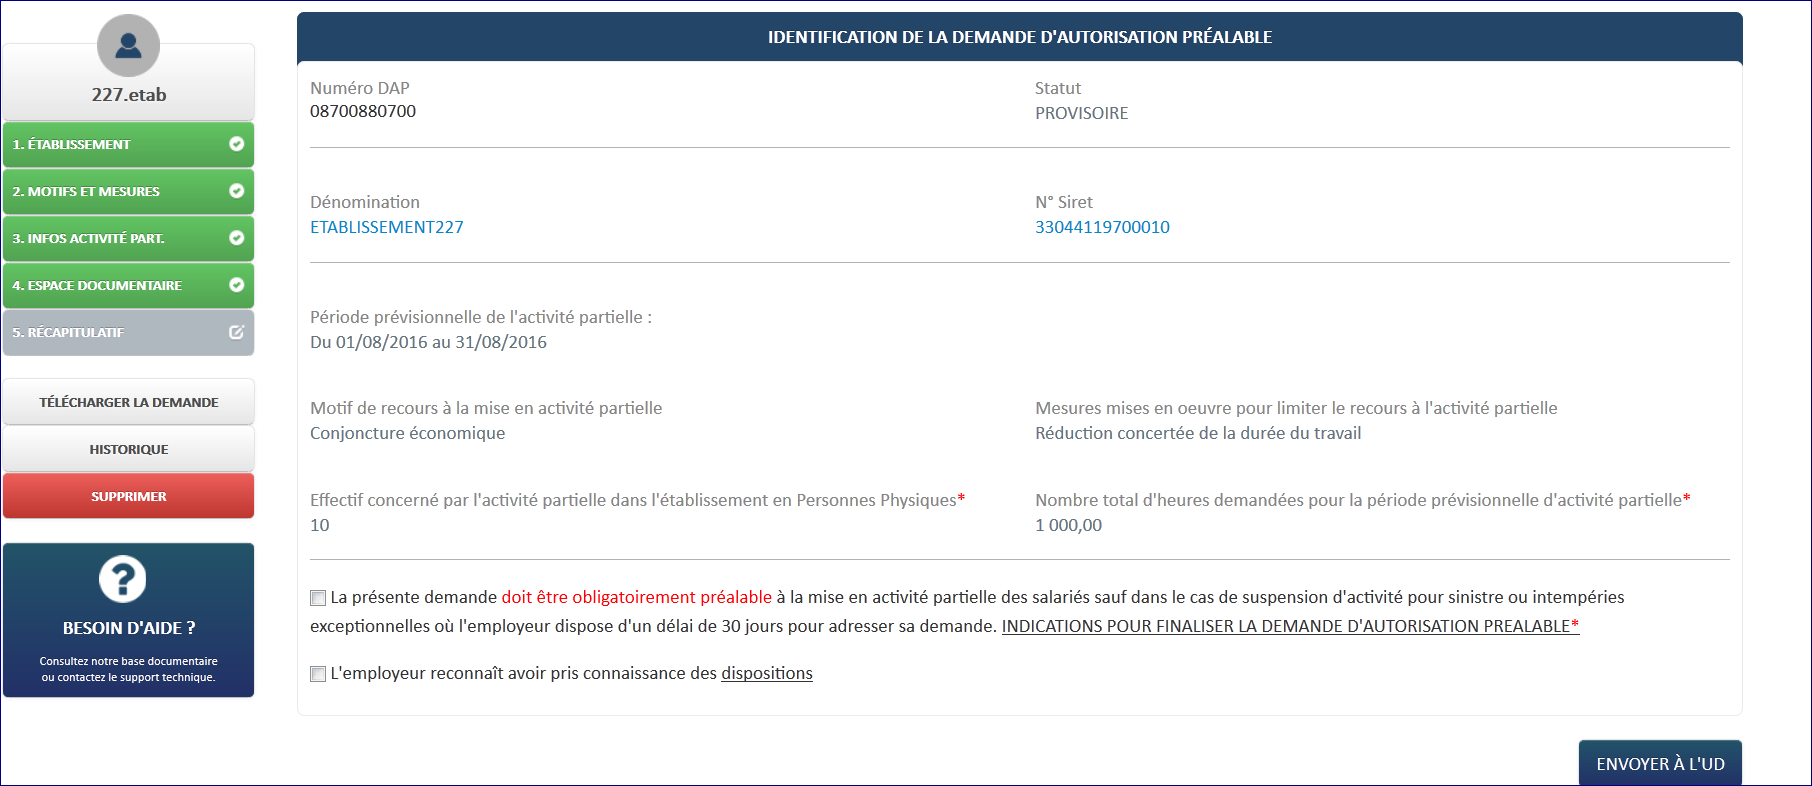 227.etab
1. ÉTABLISSEMENT
2. MOTIFS ET MESURES
3. INFOS ACTIVITÉ PART.
4. ESPACE DOCUMENTAIRE
5. RÉCAPITULATIF
TÉLÉCHARGER LA DEMANDE
HISTORIQUE
SUPPRIMER
?
BESOIN D'AIDE ?
Consultez notre base documentaire
ou contactez le support technique.
IDENTIFICATION DE LA DEMANDE D'AUTORISATION PRÉALABLE
Numéro DAP
08700880700
Statut
PROVISOIRE
Dénomination
ETABLISSEMENT227
N° Siret
33044119700010
Période prévisionnelle de l'activité partielle :
Du 01/08/2016 au 31/08/2016
Motif de recours à la mise en activité partielle
Conjoncture économique
Mesures mises en oeuvre pour limiter le recours à l'activité partielle
Réduction concertée de la durée du travail
Effectif concerné par l'activité partielle dans l'établissement en Personnes Physiques*
10
Nombre total d'heures demandées pour la période prévisionnelle d'activité partielle*
1 000,00
La présente demande doit être obligatoirement préalable à la mise en activité partielle des salariés sauf dans le cas de suspension d'activité pour sinistre ou intempéries
exceptionnelles où l'employeur dispose d'un délai de 30 jours pour adresser sa demande. INDICATIONS POUR FINALISER LA DEMANDE D'AUTORISATION PREALABLE*
L'employeur reconnaît avoir pris connaissance des dispositions
ENVOYER À L'UD